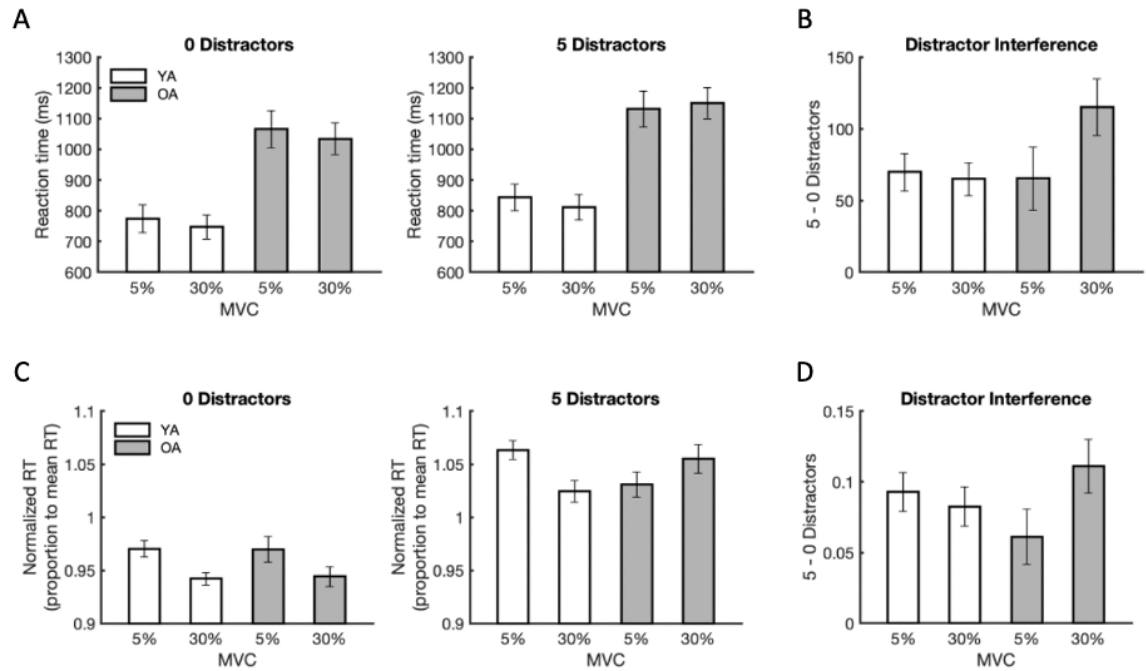 A
0 Distractors
1300
1200
1100
1000
900
800
700
600
Reaction time (ms)
YA
OA
5% 30% 5% 30%
MVC
5 Distractors
1300
1200
1100
1000
900
800
700
600
Reaction time (ms)
5% 30% 5% 30%
MVC
B
Distractor Interference
150
100
50
0
5 - 0 Distractors
5% 30% 5% 30%
MVC
C
0 Distractors
1.1
1.05
1
0.95
0.9
Normalized RT
(proportion to mean RT)
YA
OA
5% 30% 5% 30%
MVC
5 Distractors
1.1
1.05
1
0.95
0.9
Normalized RT
(proportion to mean RT)
5% 30% 5% 30%
MVC
D
Distractor Interference
0.15
0.1
0.05
0
5 - 0 Distractors
5% 30% 5% 30%
MVC